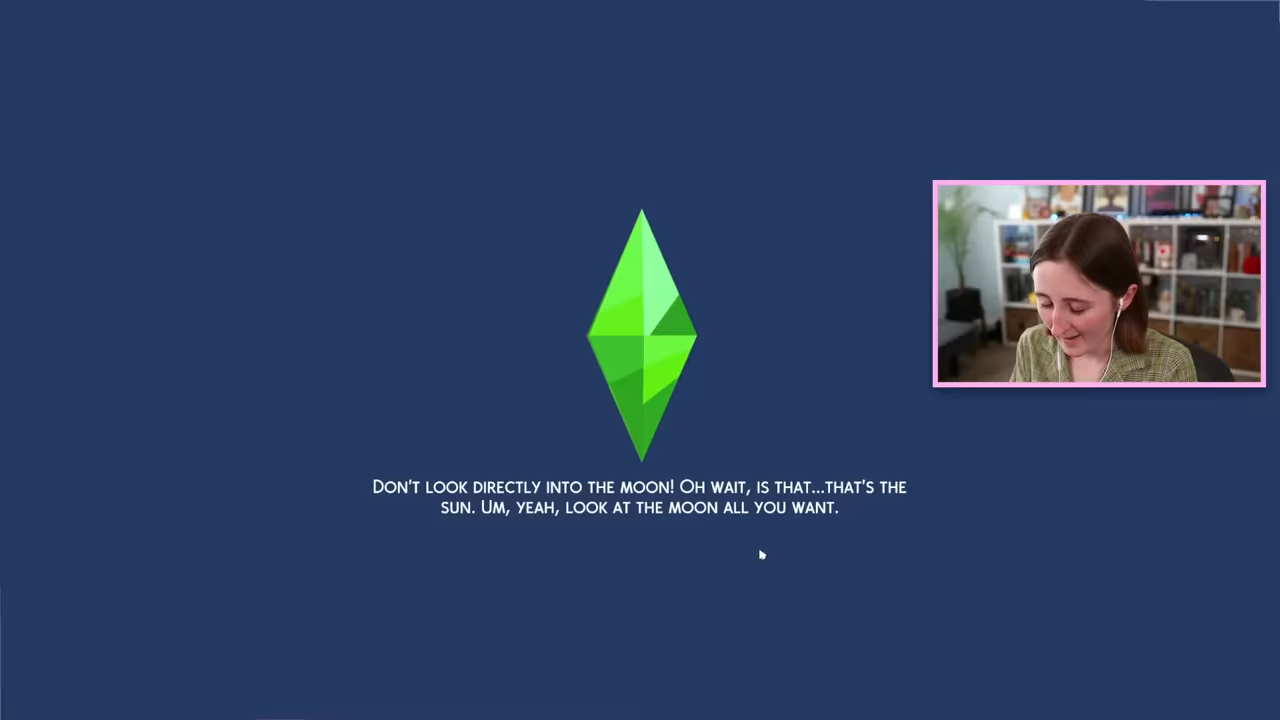 Don't look directly into the moon! Oh wait, is that...that's the
sun. Um, yeah, look at the moon all you want.